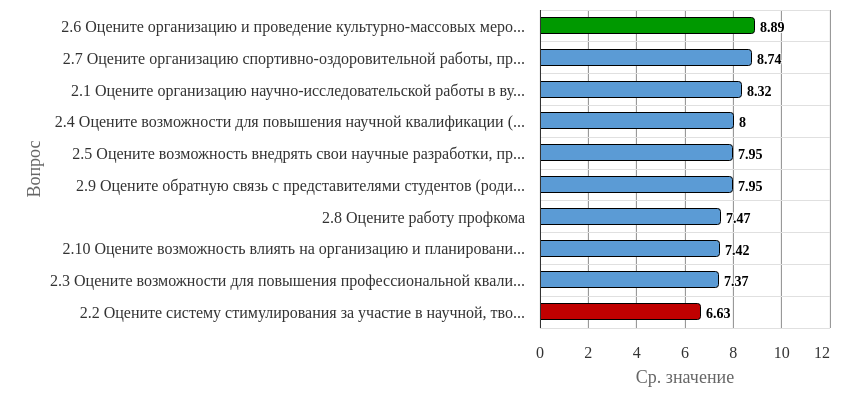 2.6 Оцените организацию и проведение культурно-массовых меро... 8.89
2.7 Оцените организацию спортивно-оздоровительной работы, пр... 8.74
2.1 Оцените организацию научно-исследовательской работы в ву... 8.32
2.4 Оцените возможности для повышения научной квалификации (... 8
2.5 Оцените возможность внедрять свои научные разработки, пр... 7.95
2.9 Оцените обратную связь с представителями студентов (роди... 7.95
2.8 Оцените работу профкома 7.47
2.10 Оцените возможность влиять на организацию и планировани... 7.42
2.3 Оцените возможности для повышения профессиональной квали... 7.37
2.2 Оцените систему стимулирования за участие в научной, тво... 6.63
Вопрос
0 2 4 6 8 10 12
Ср. значение